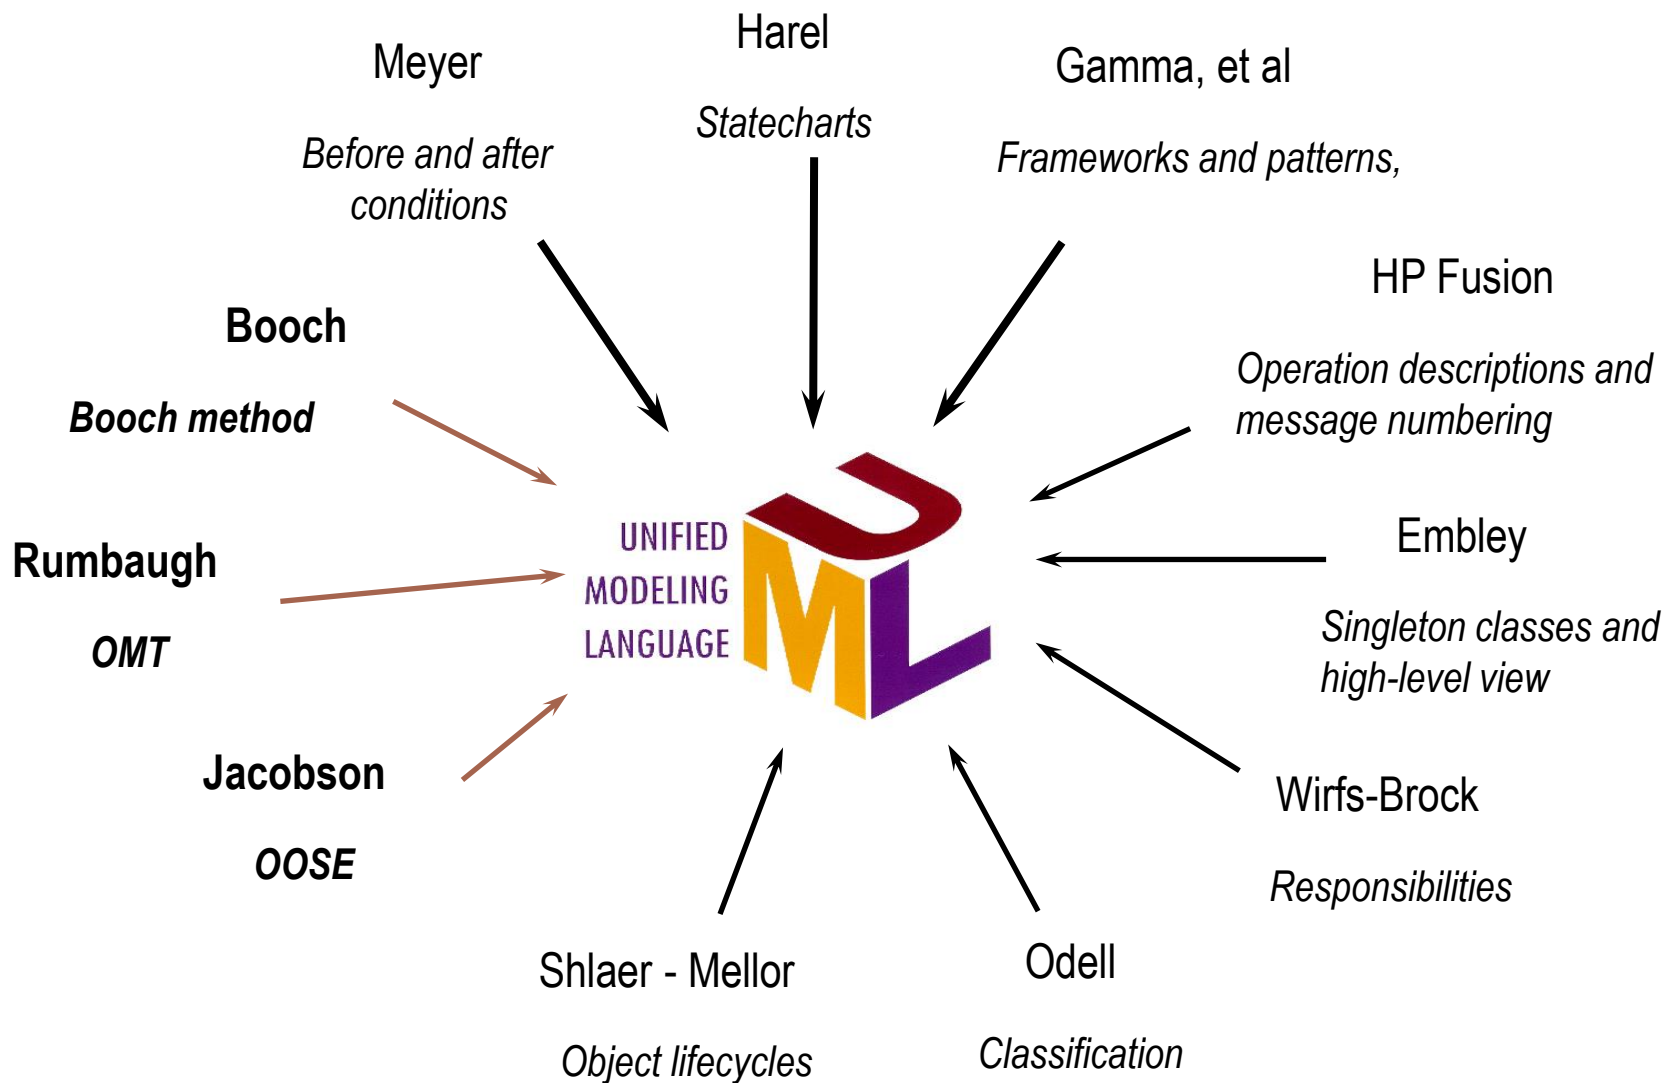 Harel
Meyer
Gamma, et al
Statecharts
Before and after
conditions
Frameworks and patterns,
HP Fusion
Booch
Operation descriptions and
message numbering
Booch method
UML
UNIFIED
MODELING
LANGUAGE
Embley
Rumbaugh
Singleton classes and
high-level view
OMT
Jacobson
Wirfs-Brock
OOSE
Responsibilities
Shlaer - Mellor
Odell
Object lifecycles
Classification